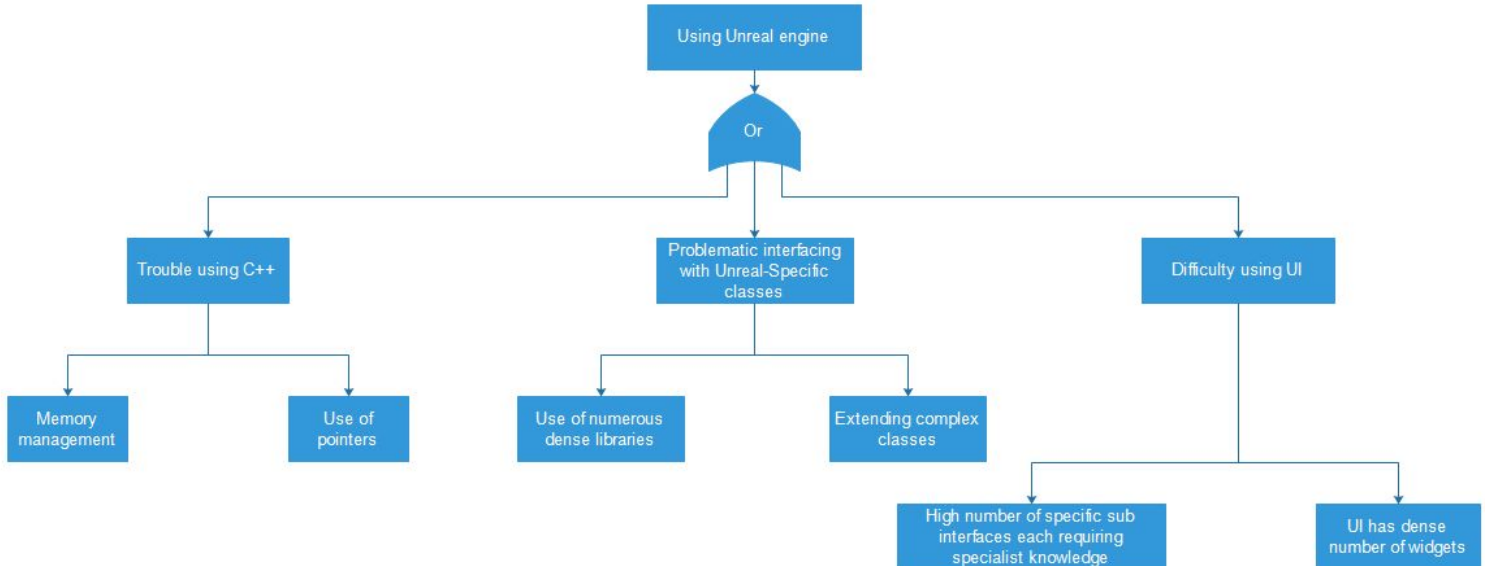 Using Unreal engine
Or
Trouble using C++
Problematic interfacing
with Unreal-Specific
classes
Difficulty using UI
Memory
management
Use of
pointers
Use of numerous
dense libraries
Extending complex
classes
High number of specific sub
interfaces each requiring
specialist knowledge
UI has dense
number of widgets